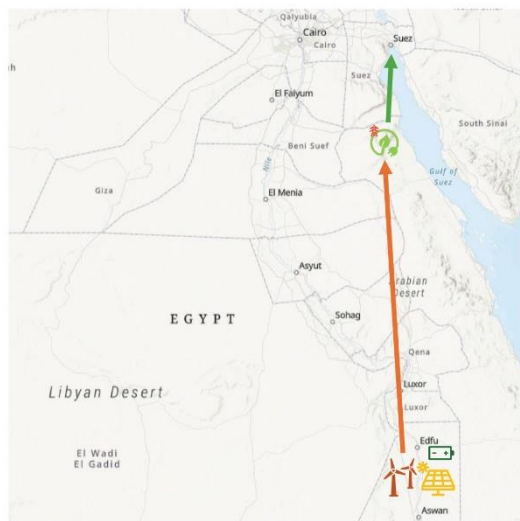 Qalyubia
Cairo
Cairo
Suez
Suez
El Faiyum
South Sinai
Beni Suef
Nile
Gulf of
Suez
Giza
El Menia
Asyut
Arabian
Desert
EGYPT
Sohag
Qena
Libyan Desert
Luxor
Luxor
El Wadi
El Gadid
Edfu
Aswan